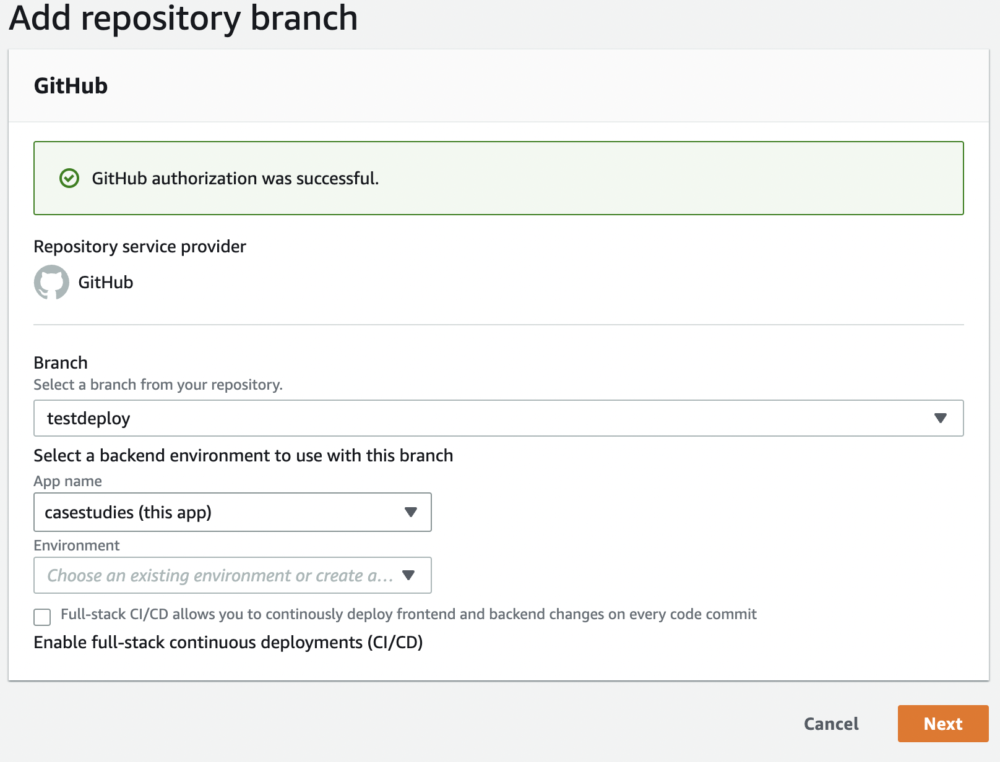 Add repository branch
GitHub
GitHub authorization was successful.
Repository service provider
GitHub
Branch
Select a branch from your repository.
testdeploy
Select a backend environment to use with this branch
App name
casestudies (this app)
Environment
Choose an existing environment or create a...
Full-stack CI/CD allows you to continously deploy frontend and backend changes on every code commit
Enable full-stack continuous deployments (CI/CD)
Cancel
Next